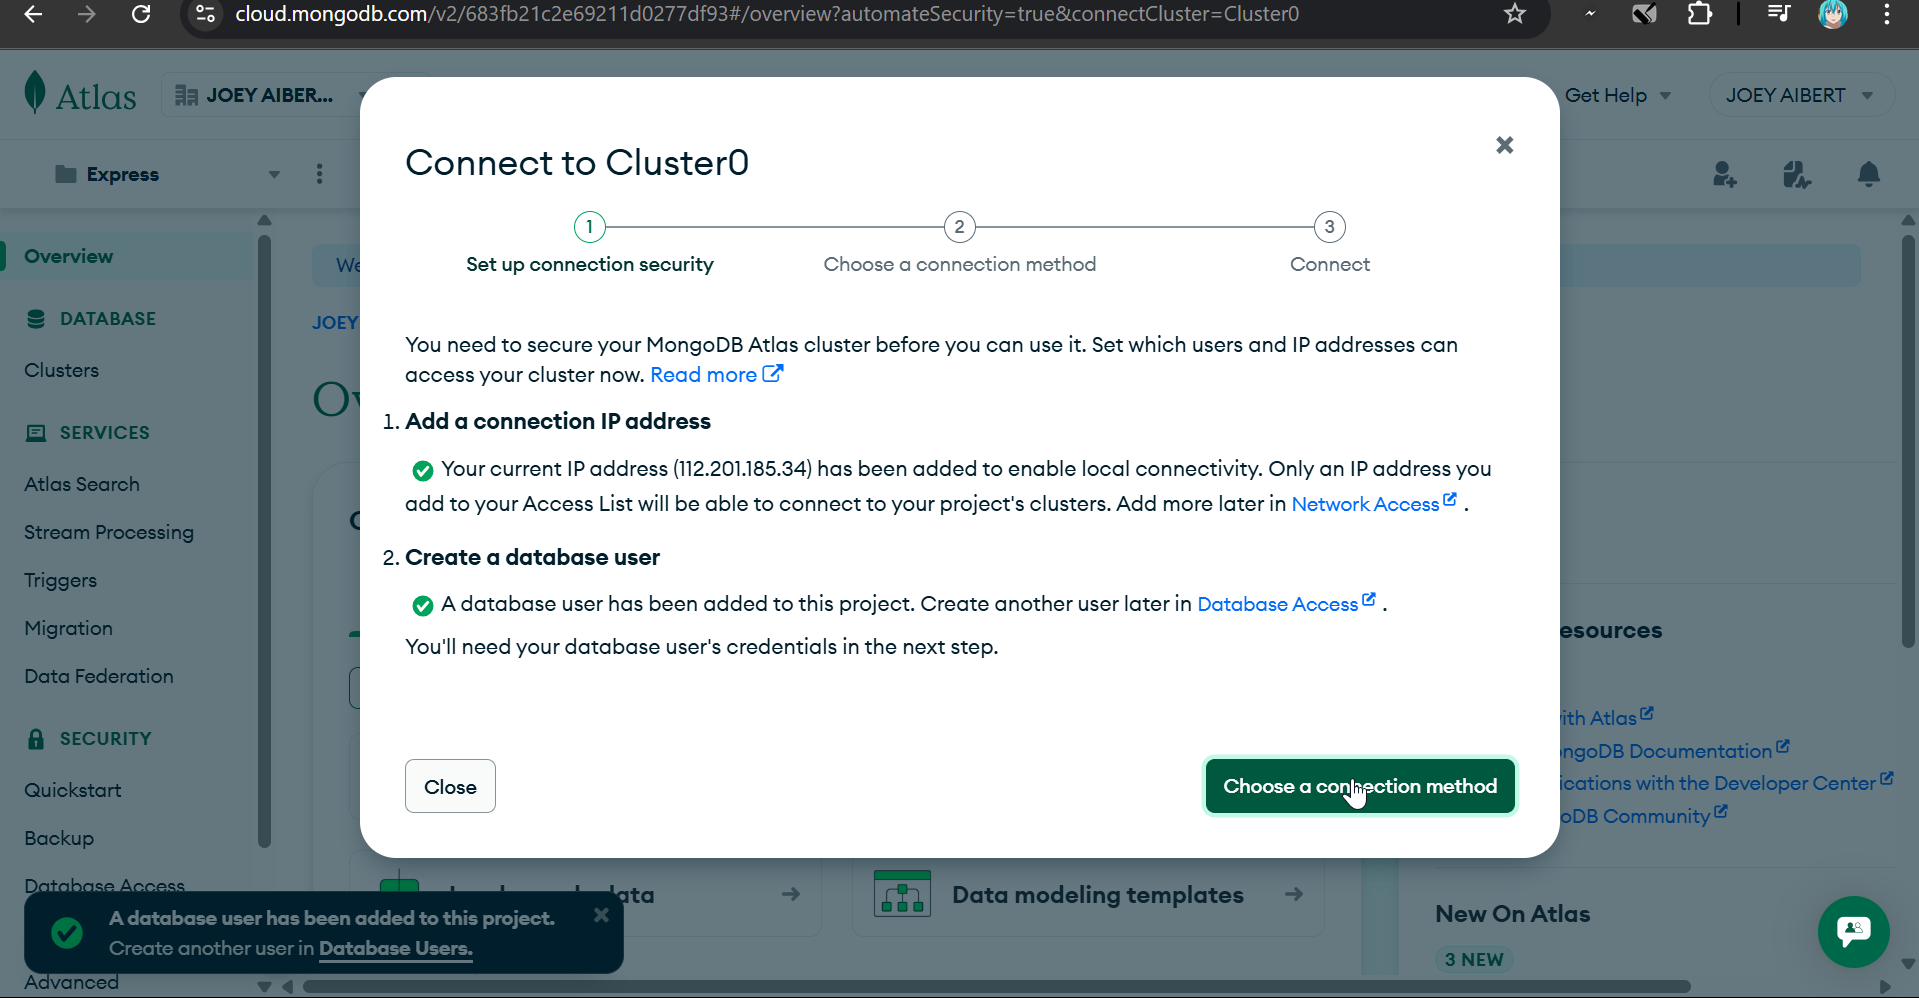 cloud.mongodb.com/v2/683fb21c2e69211d0277df93#/overview?automateSecurity=true&connectCluster=Cluster0
Atlas
JOEY AIBER...
Get Help
JOEY AIBERT
Express
Connect to Cluster0
1
2
3
Set up connection security
Choose a connection method
Connect
Overview
DATABASE
Clusters
SERVICES
Atlas Search
Stream Processing
Triggers
Migration
Data Federation
SECURITY
Quickstart
Backup
Database Access
Advanced
We
JOEY
You need to secure your MongoDB Atlas cluster before you can use it. Set which users and IP addresses can
access your cluster now. Read more
1. Add a connection IP address
Your current IP address (112.201.185.34) has been added to enable local connectivity. Only an IP address you
add to your Access List will be able to connect to your project's clusters. Add more later in Network Access .
2. Create a database user
A database user has been added to this project. Create another user later in Database Access .
You'll need your database user's credentials in the next step.
Close
Choose a connection method
esources
ith Atlas
ngoDB Documentation
ications with the Developer Center
oDB Community
Data modeling templates
New On Atlas
3 NEW
A database user has been added to this project.
Create another user in Database Users.